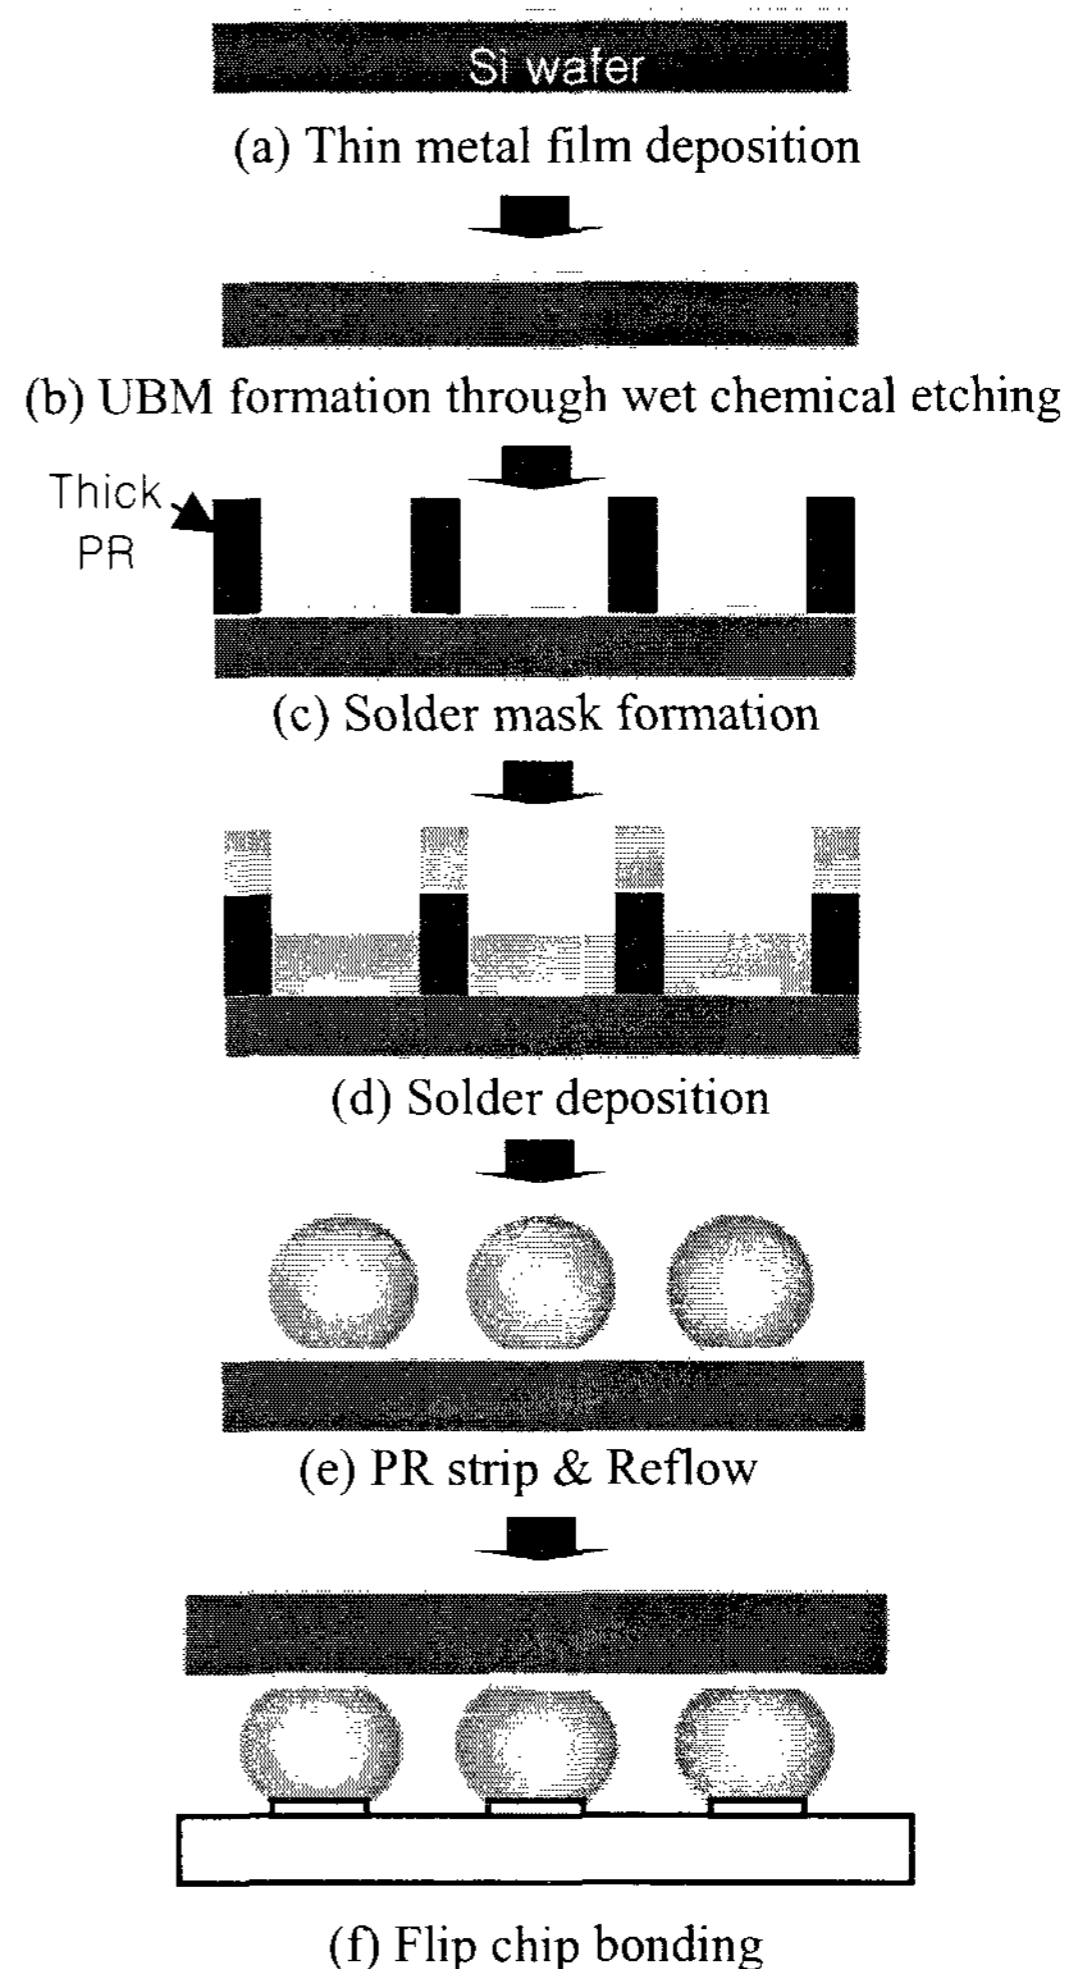 Si wafer
(a) Thin metal film deposition
(b) UBM formation through wet chemical etching
Thick
PR
(c) Solder mask formation
(d) Solder deposition
(e) PR strip & Reflow
(f) Flip chip bonding